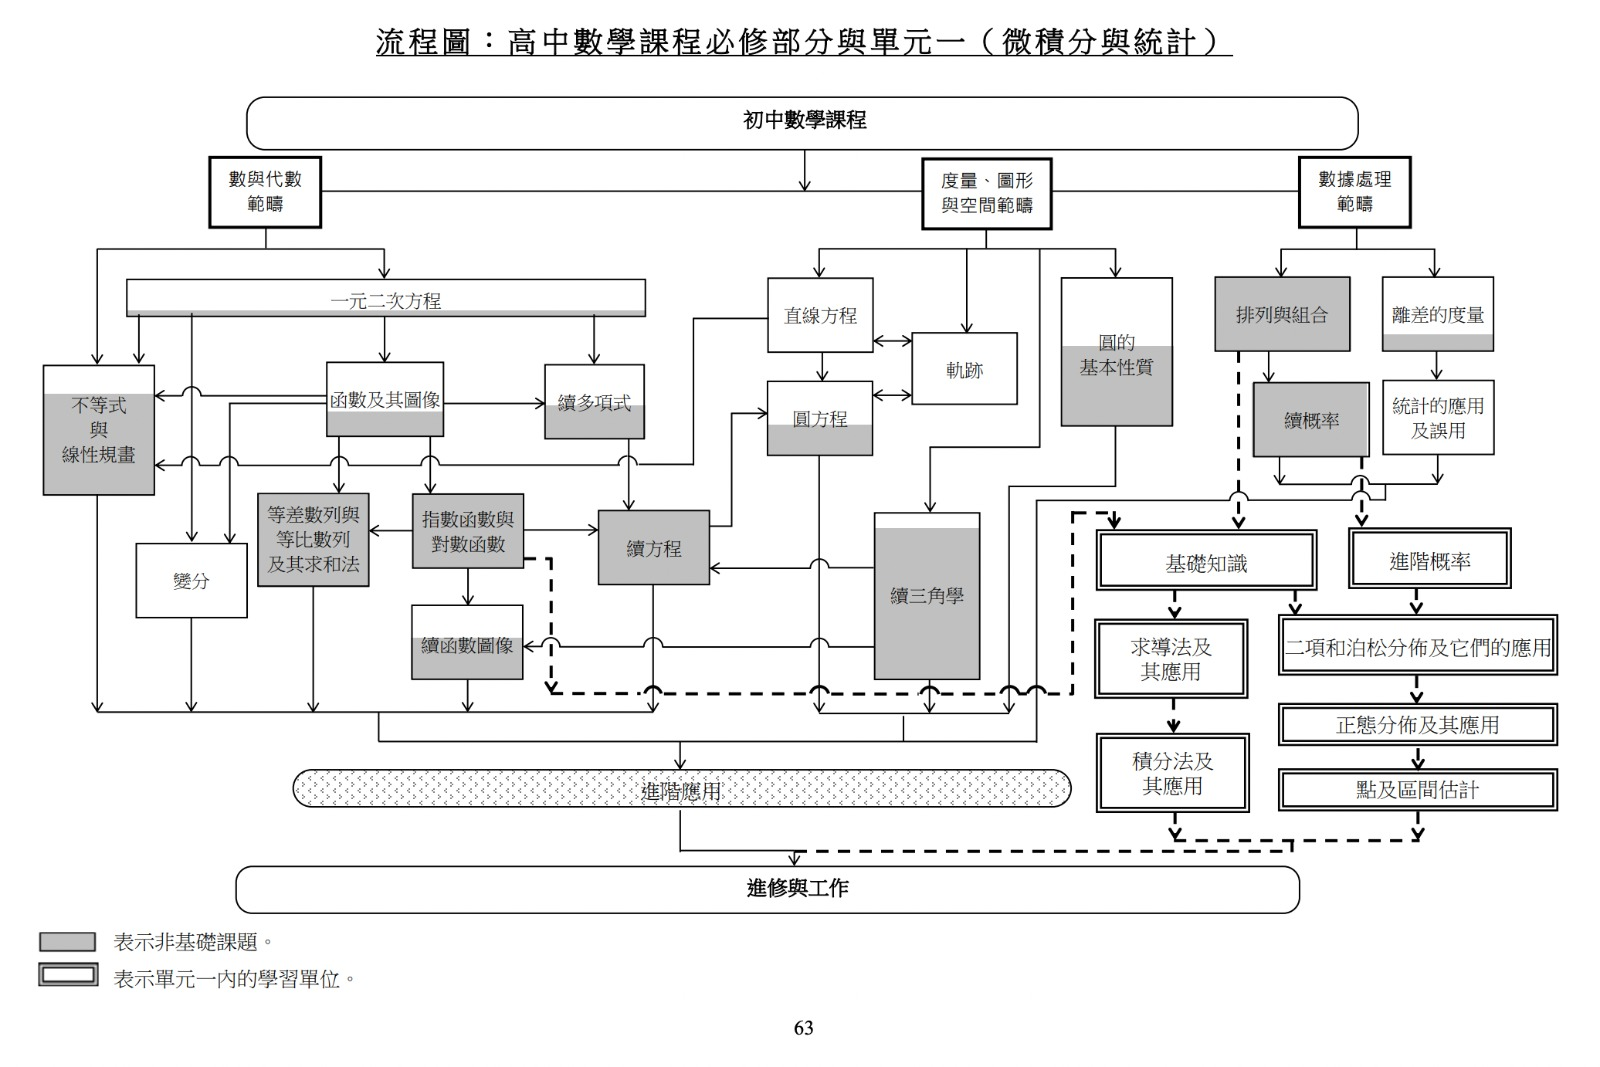 流程圖：高中數學課程必修部分與單元一（微積分與統計）
初中數學課程
數與代數
範疇
度量、圖形
與空間範疇
數據處理
範疇
一元二次方程
不等式
與
線性規畫
函數及其圖像
續多項式
變分
等差數列與
等比數列
及其求和法
指數函數與
對數函數
續方程
續函數圖像
直線方程
軌跡
圓方程
圓的
基本性質
續三角學
排列與組合
離差的度量
續概率
統計的應用
及誤用
基礎知識
進階概率
求導法及
其應用
二項和泊松分佈及它們的應用
正態分佈及其應用
積分法及
其應用
點及區間估計
進階應用
進修與工作
表示非基礎課題。
表示單元一內的學習單位。
63